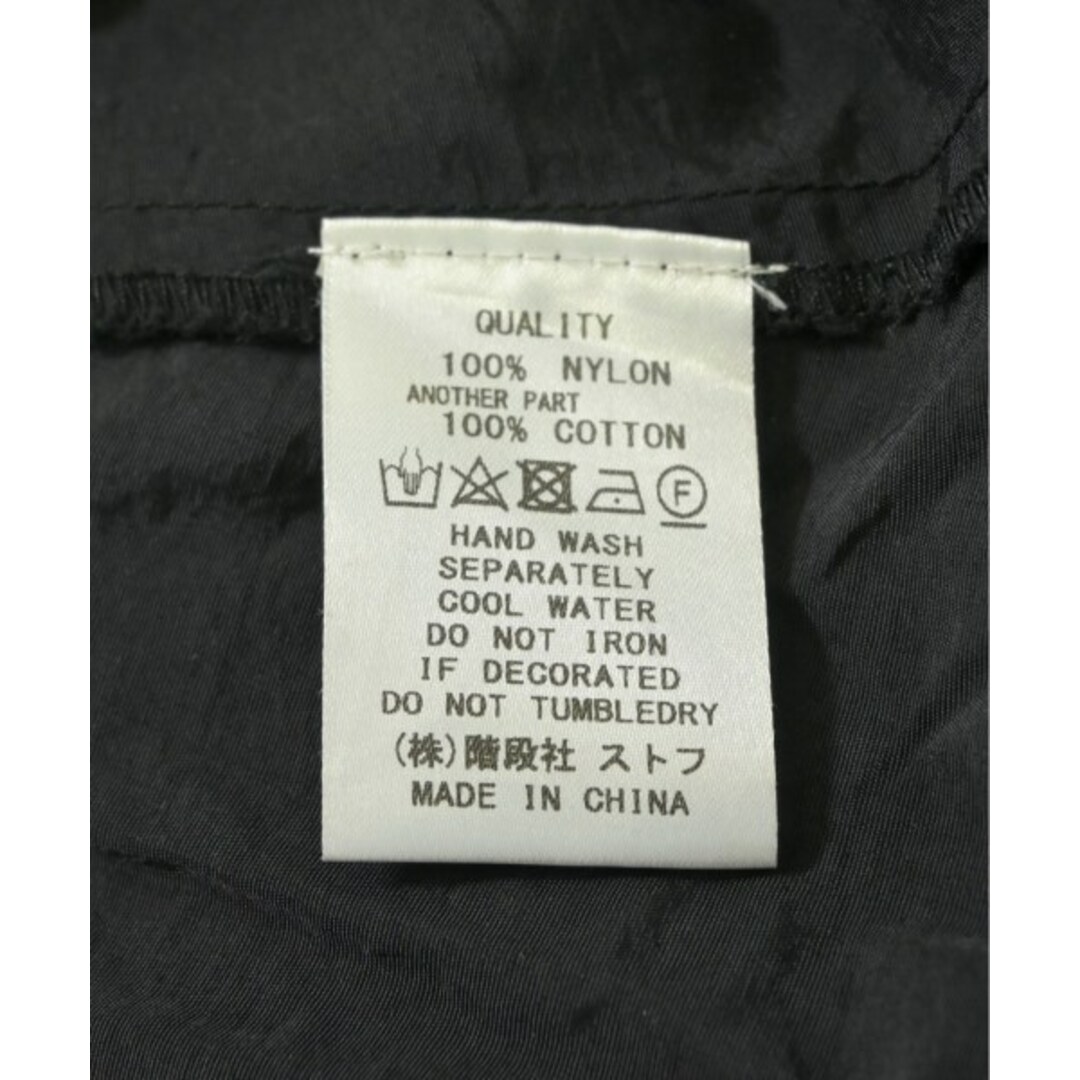 QUALITY
100% NYLON
ANOTHER PART
100% COTTON
F
HAND WASH
SEPARATELY
COOL WATER
DO NOT IRON
IF DECORATED
DO NOT TUMBLEDRY
(株)階段社 ストフ
MADE IN CHINA